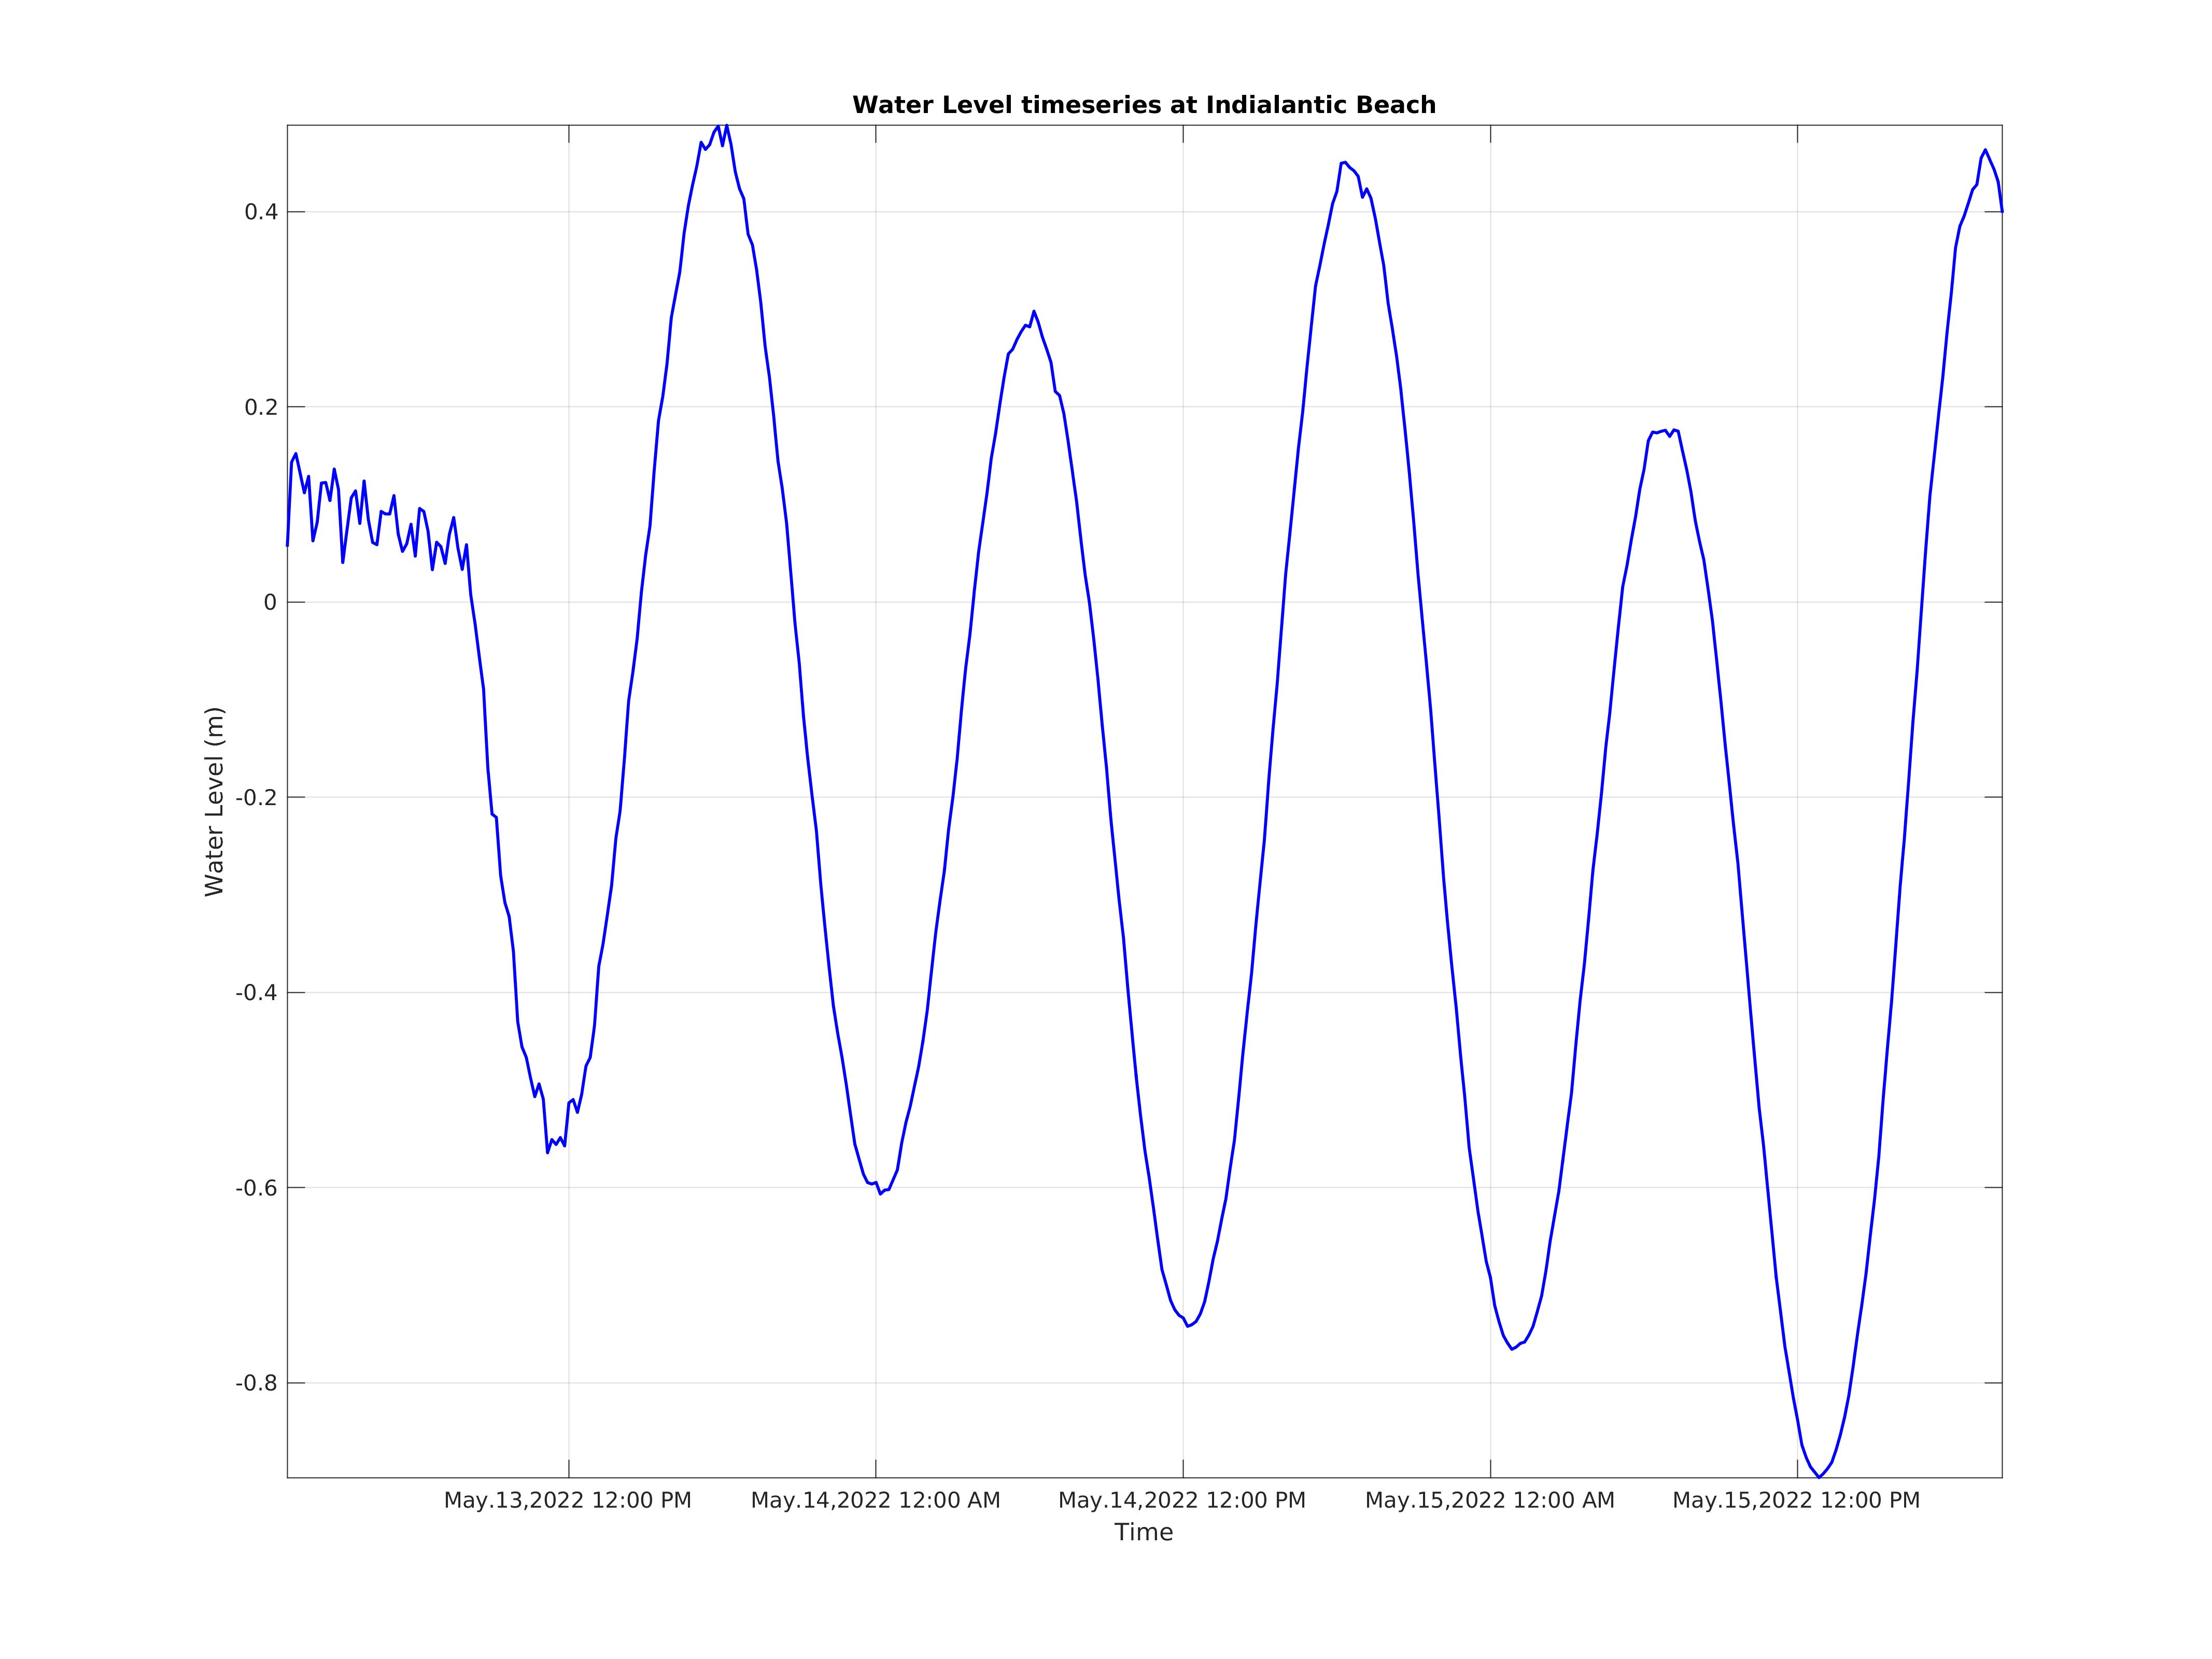 Water Level timeseries at Indialantic Beach
Water Level (m)
0.4
0.2
0
-0.2
-0.4
-0.6
-0.8
May.13,2022 12:00 PM
May.14,2022 12:00 AM
May.14,2022 12:00 PM
May.15,2022 12:00 AM
May.15,2022 12:00 PM
Time